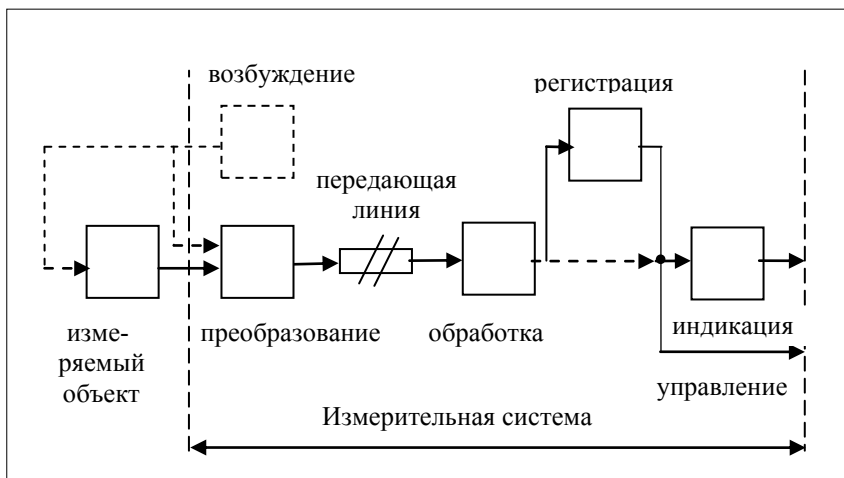 возбуждение
регистрация
передающая
линия
изме-
ряемый
объект
преобразование
обработка
индикация
управление
Измерительная система